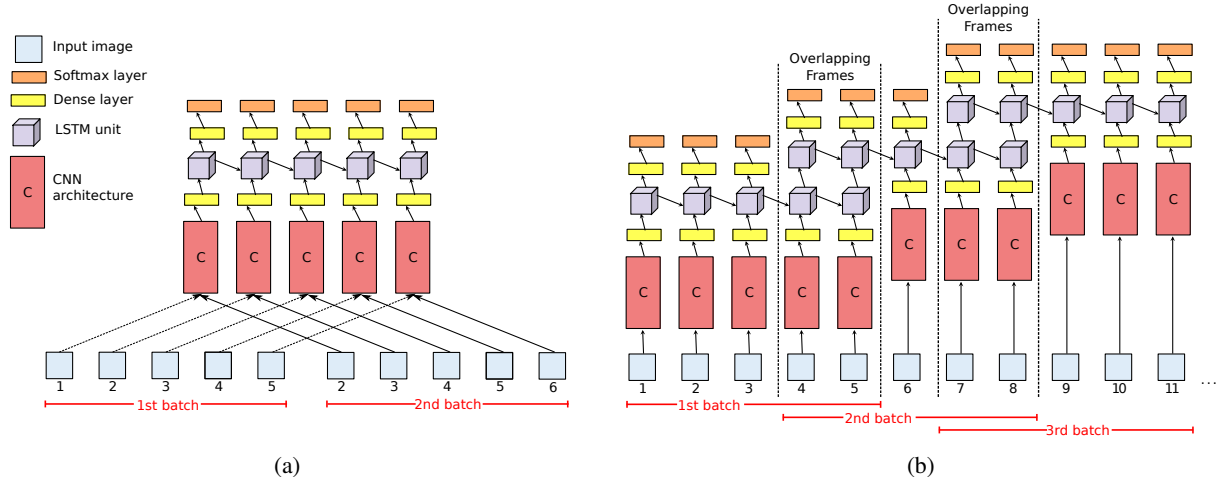 Input image
Softmax layer
Dense layer
LSTM unit
C
CNN
architecture
C C C C C
1 2 3 4 5 2 3 4 5 6
1st batch 2nd batch
(a)
Overlapping
Frames
Overlapping
Frames
C C C
C
C C
C C C
C C
1 2 3 4 5 6 7 8 9 10 11 ...
1st batch
2nd batch
3rd batch
(b)